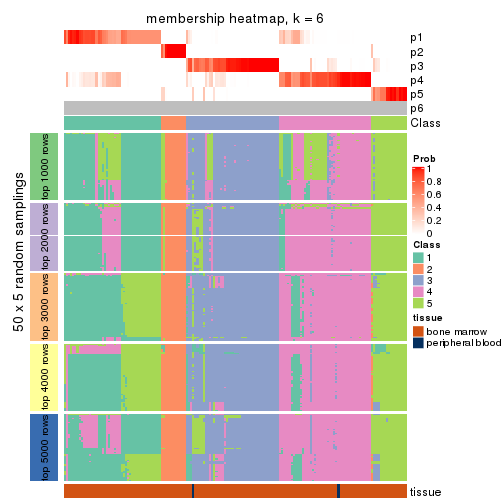 membership heatmap, k = 6
p1
p2
p3
p4
p5
p6
Class
50 x 5 random samplings
top 1000 rows
top 2000 rows
top 3000 rows
top 4000 rows
top 5000 rows
tissue
Prob
1
0.8
0.6
0.4
0.2
0
Class
1
2
3
4
5
tissue
bone marrow
peripheral blood